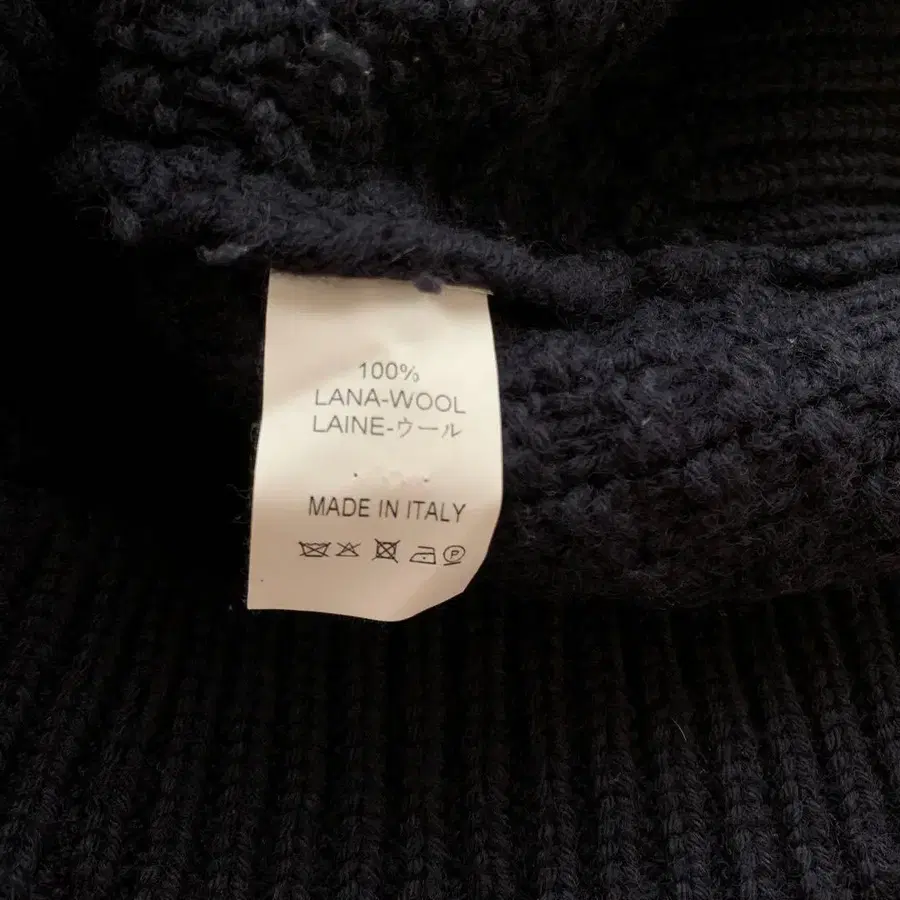 100%
LANA-WOOL
LAINE-ウール
MADE IN ITALY
P